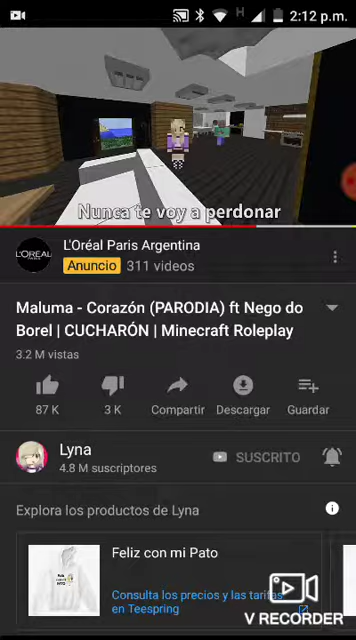 H
2:12 p.m.
Nunca te voy a perdonar
L'ORÉAL
L'Oréal Paris Argentina
Anuncio 311 videos
Maluma - Corazón (PARODIA) ft Nego do
Borel | CUCHARÓN | Minecraft Roleplay
3.2 M vistas
87 K
3 K
Compartir
Descargar
Guardar
Lyna
4.8 M suscriptores
SUSCRITO
Explora los productos de Lyna
Feliz con mi Pato
Consulta los precios y las tarifas
en Teespring
V RECORDER